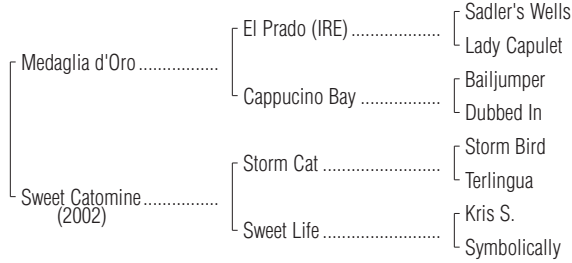 Sadler's Wells
El Prado (IRE) ....................
Lady Capulet
Medaglia d'Oro ................
Bailjumper
Cappucino Bay ..................
Dubbed In
Storm Bird
Storm Cat ..........................
Terlingua
Sweet Catomine ...............
(2002)
Kris S.
Sweet Life ...........................
Symbolically